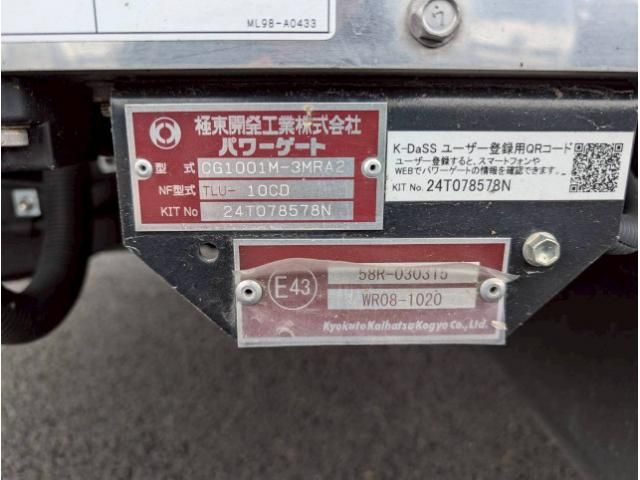 ML98-A0433
極東開発工業株式会社
パワーゲート
型 式 CG1001M-3MRA2
NF型式 TLU- 10CD
KIT No 24T078578N
K-DaSS ユーザー登録用QRコード
ユーザー登録すると、スマートフォンや
WEBでパワーゲートの情報を確認できます。
KIT No. 24T078578N
E43
58R-030315
WR08-1020
Kyokuto Kaihatsu Kogyo Co., Ltd.